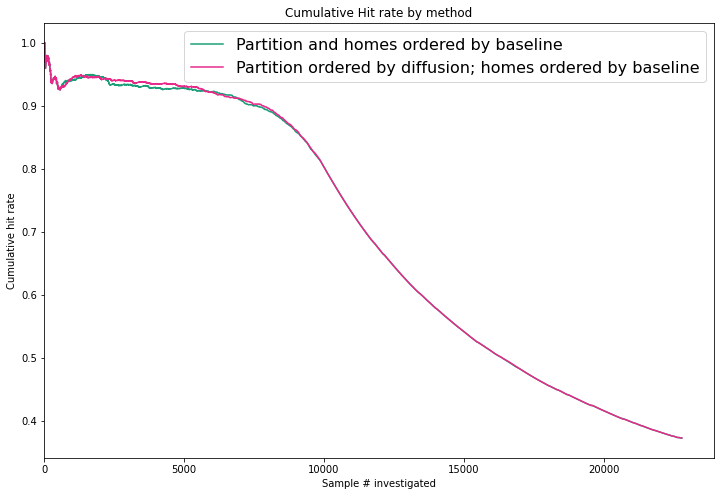 Cumulative Hit rate by method
Partition and homes ordered by baseline
Partition ordered by diffusion; homes ordered by baseline
Cumulative hit rate
1.0
0.9
0.8
0.7
0.6
0.5
0.4
0
5000
10000
15000
20000
Sample # investigated